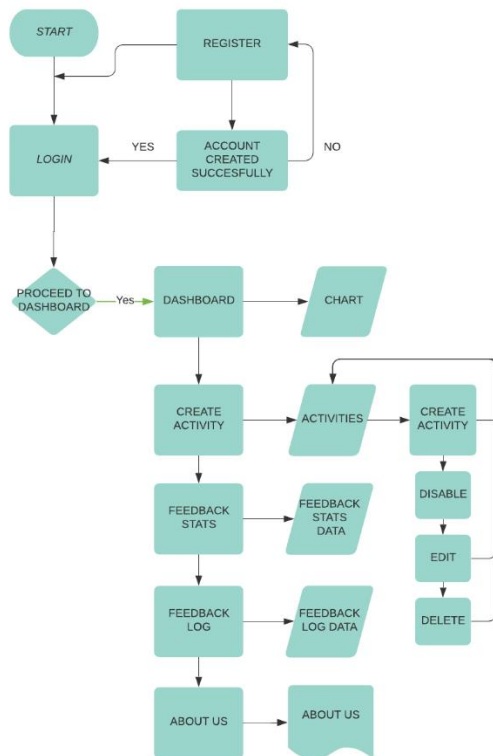 START
REGISTER
LOGIN
YES
ACCOUNT
CREATED
SUCCESFULLY
NO
PROCEED TO
DASHBOARD
Yes
DASHBOARD
CHART
CREATE
ACTIVITY
ACTIVITIES
CREATE
ACTIVITY
DISABLE
FEEDBACK
STATS
FEEDBACK
STATS
DATA
EDIT
DELETE
FEEDBACK
LOG
FEEDBACK
LOG DATA
ABOUT US
ABOUT US